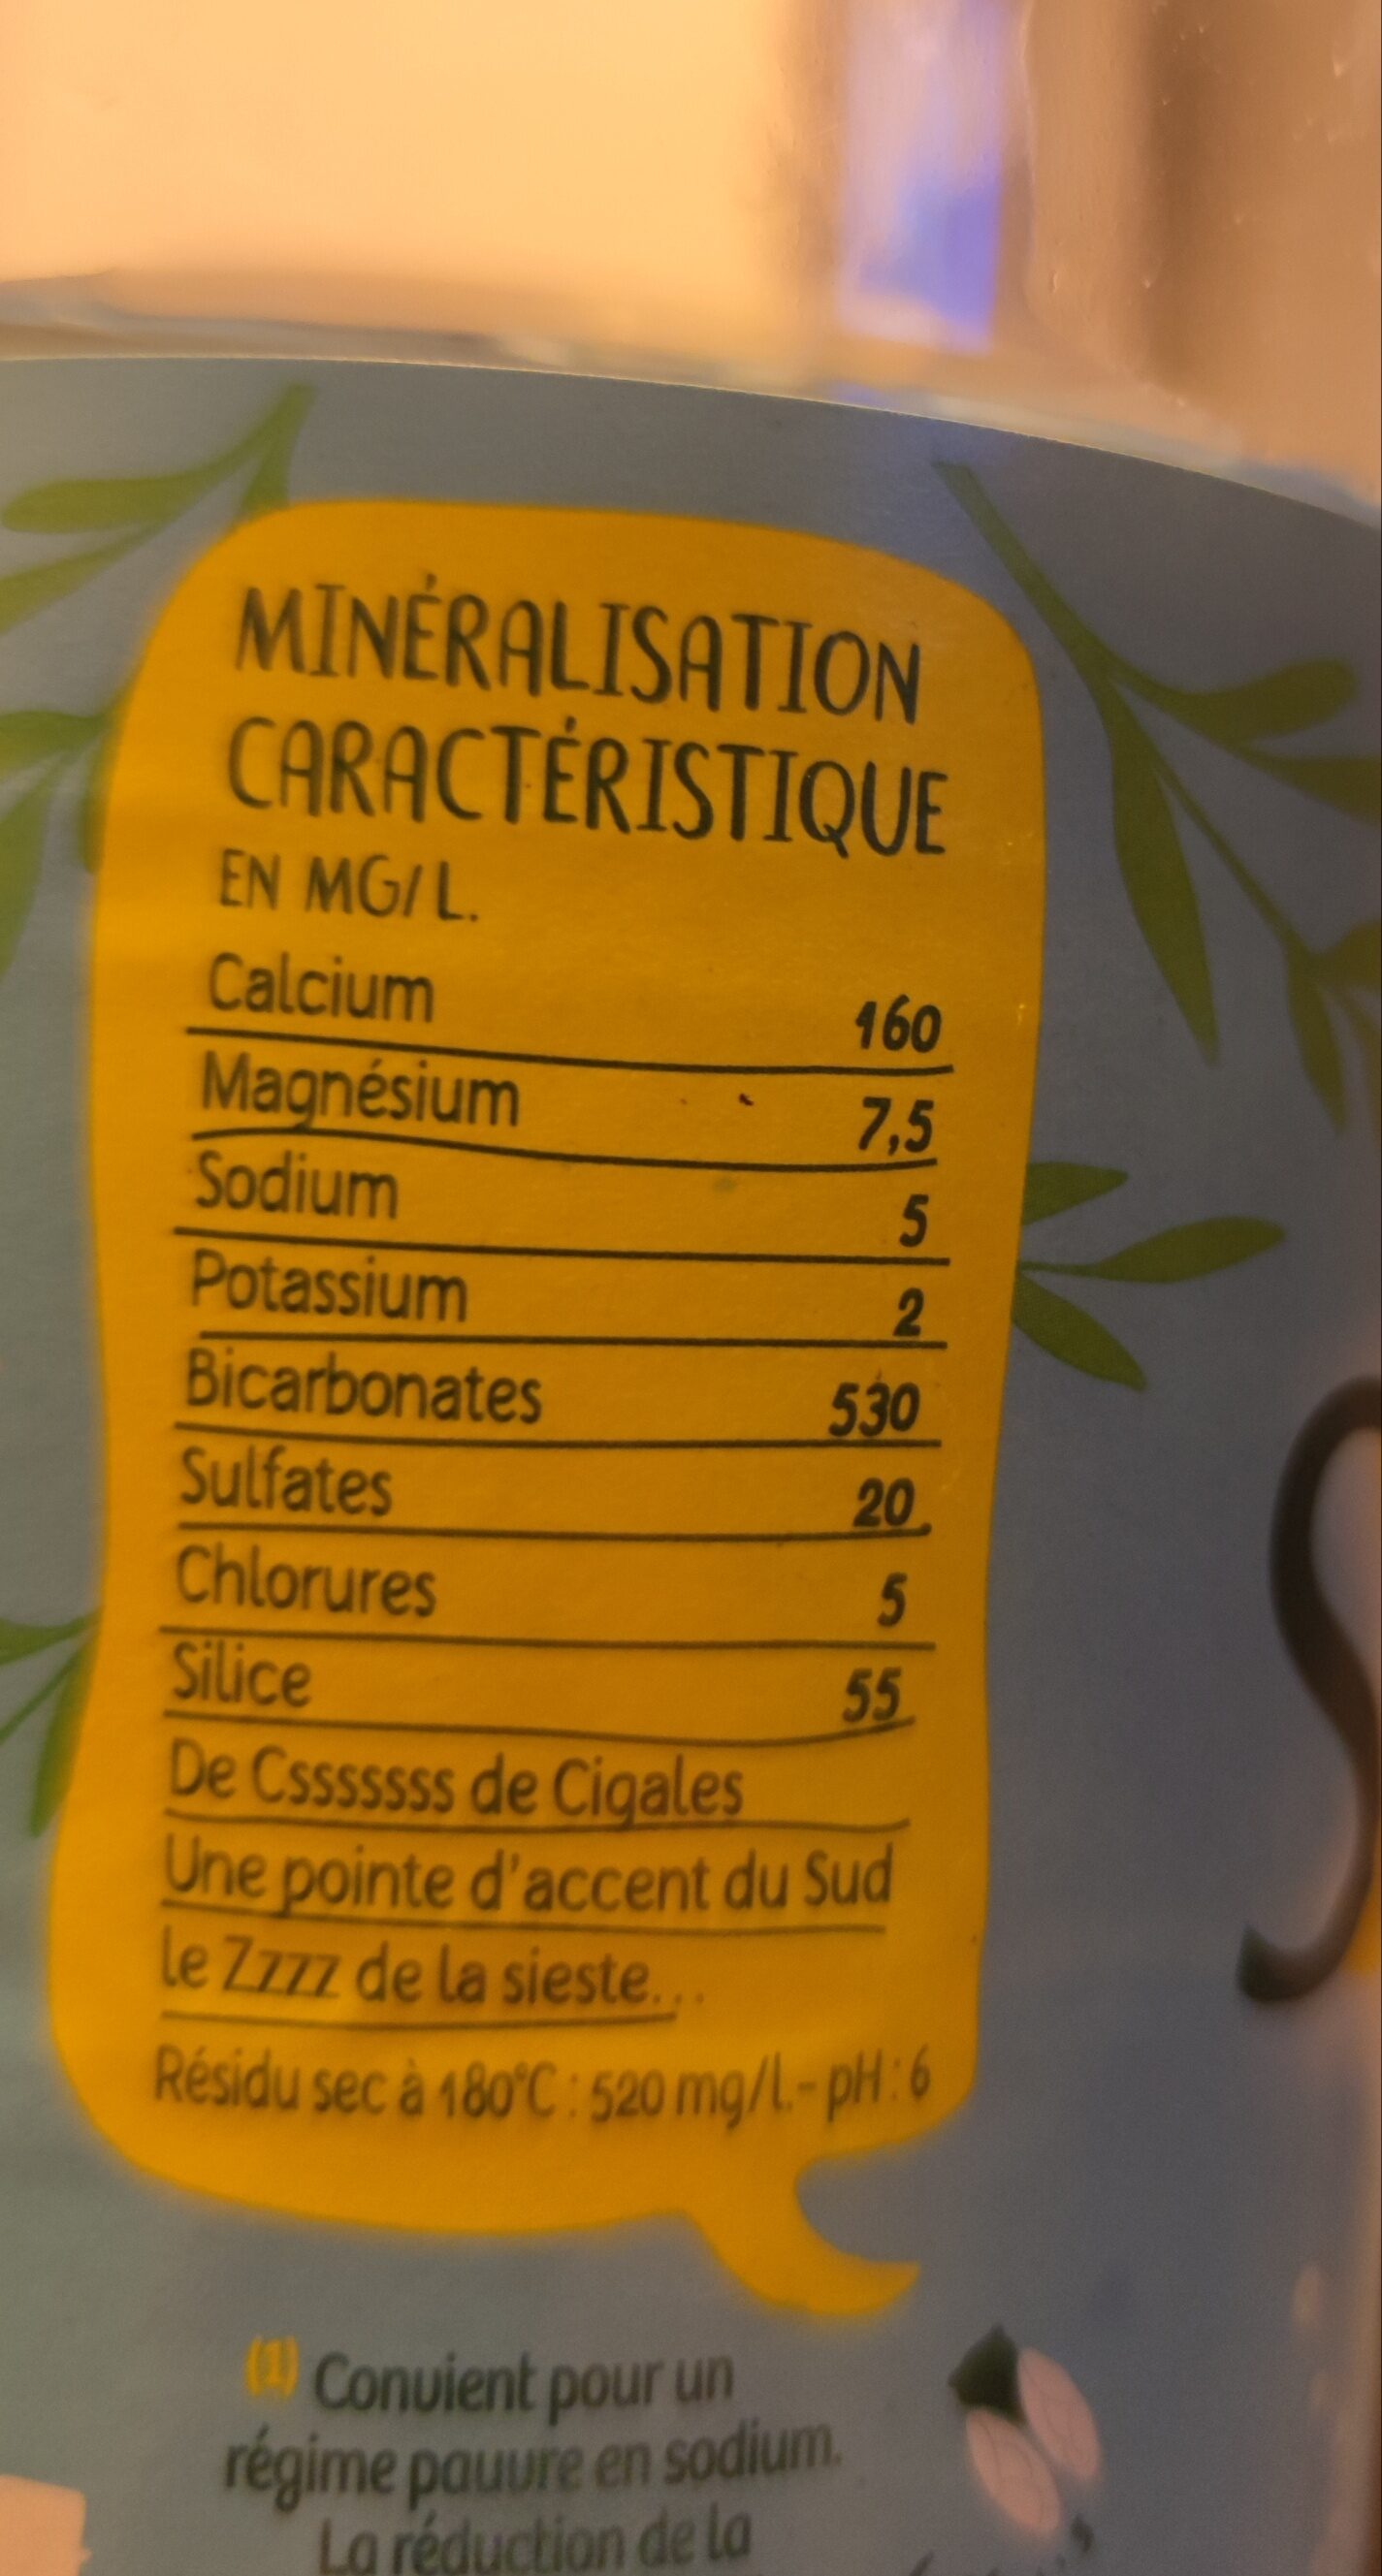 MINÉRALISATION
CARACTÉRISTIQUE
EN MG/L.
Calcium 160
Magnésium 7,5
Sodium 5
Potassium 2
Bicarbonates 530
Sulfates 20
Chlorures 5
Silice 55
De Csssssss de Cigales
Une pointe d'accent du Sud
le Zzzzz de la sieste...
Résidu sec à 180°C : 520 mg/l. - pH : 6
(1) Convient pour un
régime pauvre en sodium.
La réduction de la